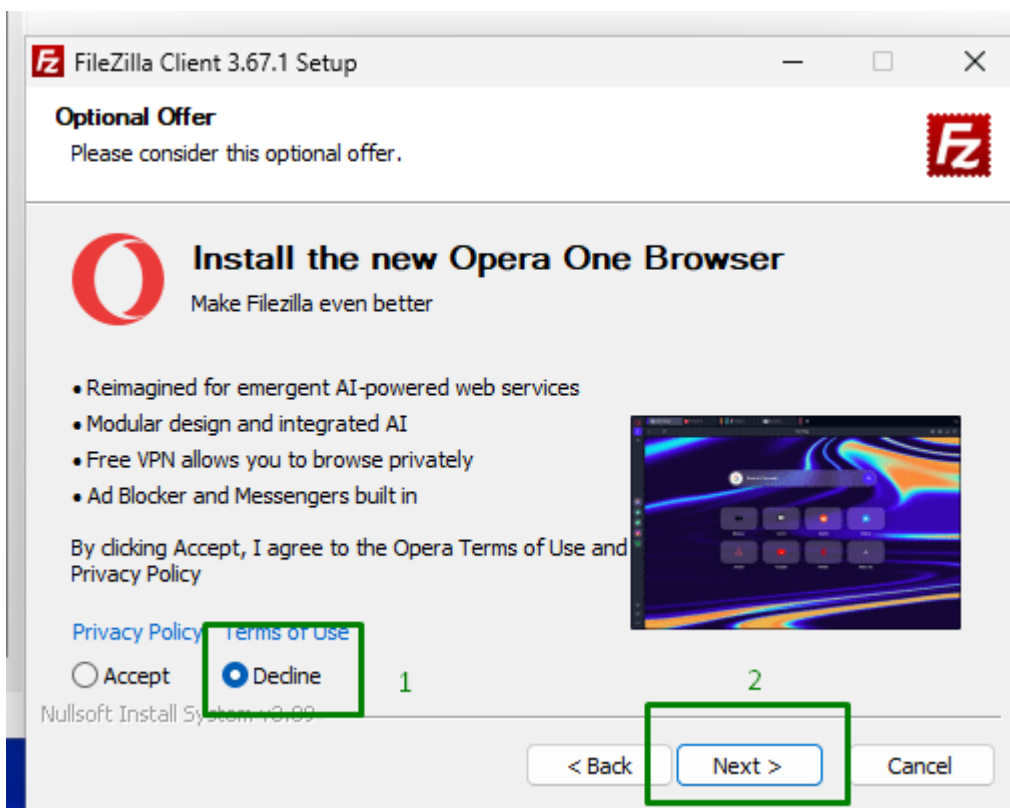 FileZilla Client 3.67.1 Setup
Optional Offer
Please consider this optional offer.
Install the new Opera One Browser
Make Filezilla even better
• Reimagined for emergent AI-powered web services
• Modular design and integrated AI
• Free VPN allows you to browse privately
• Ad Blocker and Messengers built in
By clicking Accept, I agree to the Opera Terms of Use and
Privacy Policy
Privacy Policy Terms of Use
Accept Decline 1 2
Nullsoft Install System v3.09
< Back Next > Cancel